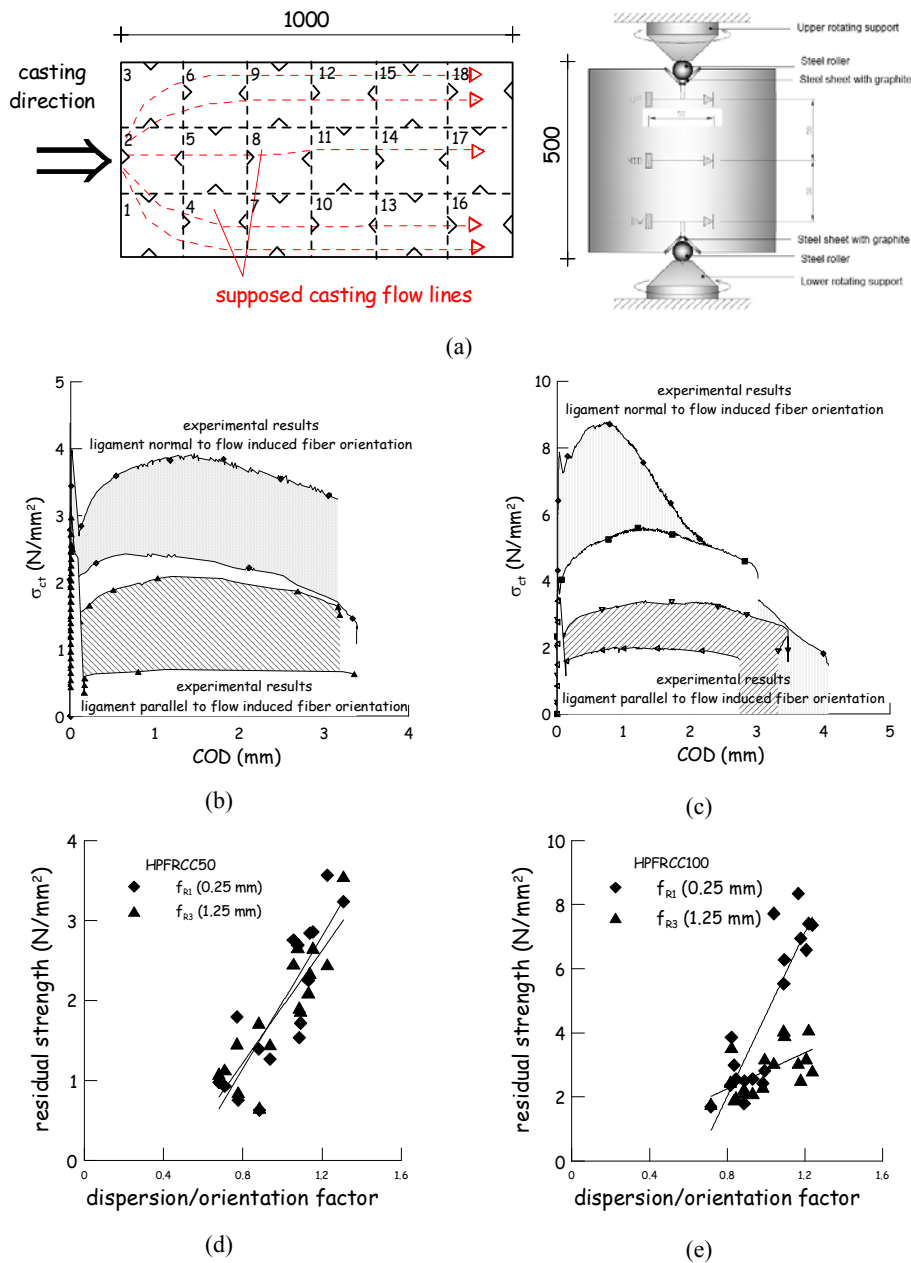 1000
casting
direction
3 6 9 12 15 18
2 5 8 11 14 17
1 4 7 10 13 16
supposed casting flow lines
500
Upper rotating support
Steel roller
Steel sheet with graphite
UP
50
50
MID
50
DW
Steel sheet with graphite
Steel roller
Lower rotating support
(a)
5
4
3
2
1
0
σct (N/mm²)
experimental results
ligament normal to flow induced fiber orientation
experimental results
ligament parallel to flow induced fiber orientation
0 1 2 3 4
COD (mm)
(b)
10
8
6
4
2
0
σct (N/mm²)
experimental results
ligament normal to flow induced fiber orientation
experimental results
ligament parallel to flow induced fiber orientation
0 1 2 3 4 5
COD (mm)
(c)
4
3
2
1
0
residual strength (N/mm²)
HPFRCC50
fR1 (0.25 mm)
fR3 (1.25 mm)
0 0.4 0.8 1.2 1.6
dispersion/orientation factor
(d)
10
8
6
4
2
0
residual strength (N/mm²)
HPFRCC100
fR1 (0.25 mm)
fR3 (1.25 mm)
0 0.4 0.8 1.2 1.6
dispersion/orientation factor
(e)